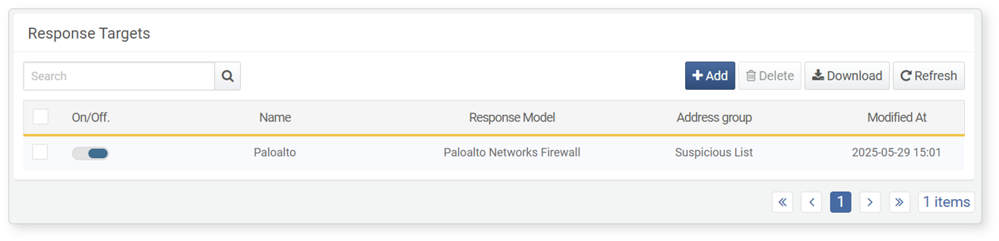 Response Targets
Search Add Delete Download Refresh
On/Off. Name Response Model Address group Modified At
Paloalto Paloalto Networks Firewall Suspicious List 2025-05-29 15:01
« ‹ 1 › » 1 items